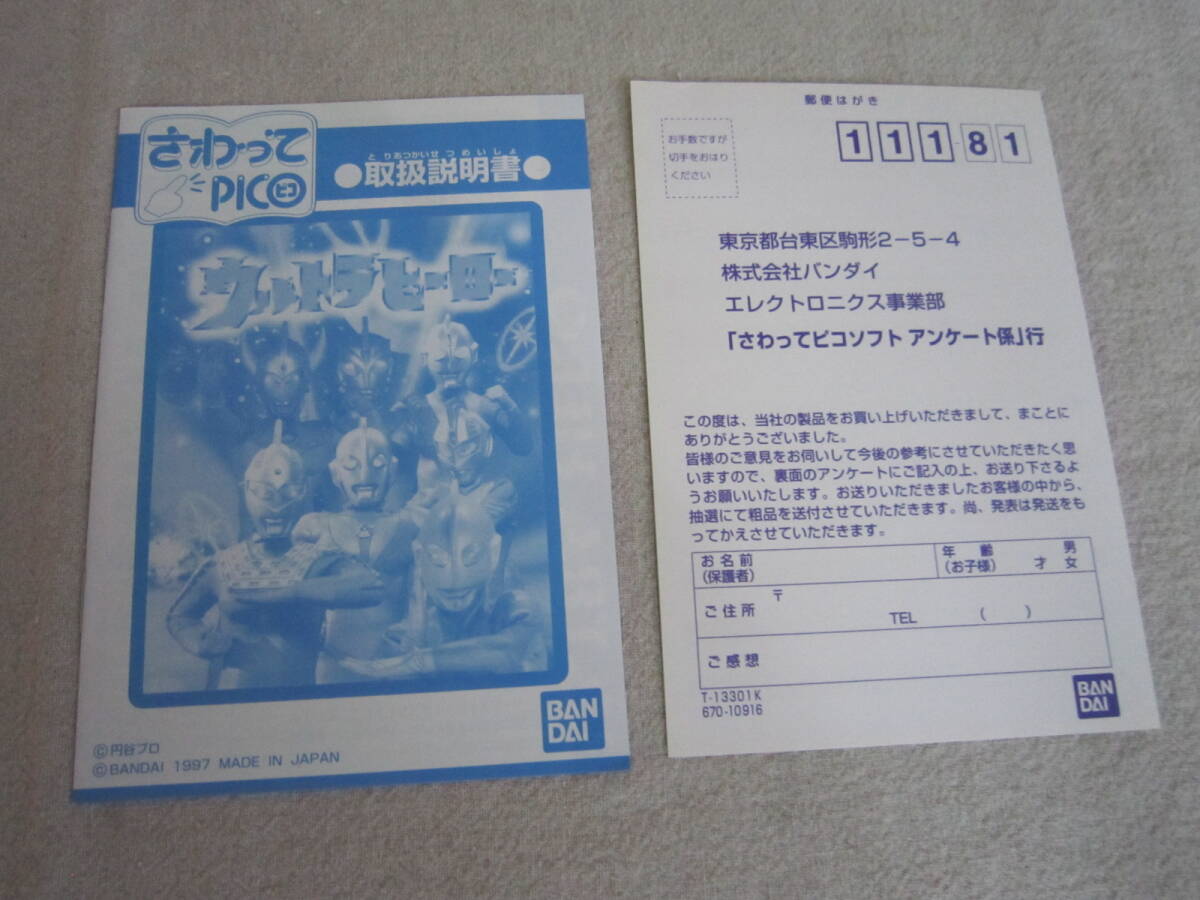 さわって
PiCO
ピコ
とりあつかいせつめいしょ
●取扱説明書●
ウルトラヒーロー
BAN
DAI
©円谷プロ
©BANDAI 1997 MADE IN JAPAN
郵便はがき
お手数ですが
切手をおはり
ください
111-81
東京都台東区駒形2-5-4
株式会社バンダイ
エレクトロニクス事業部
「さわってピコソフト アンケート係」行
この度は、当社の製品をお買い上げいただきまして、まことに
ありがとうございました。
皆様のご意見をお伺いして今後の参考にさせていただきたく思
いますので、裏面のアンケートにご記入の上、お送り下さるよ
うお願いいたします。お送りいただきましたお客様の中から、
抽選にて粗品を送付させていただきます。尚、発表は発送をも
ってかえさせていただきます。
お名前
(保護者)
年齢
(お子様)
才
男
女
ご住所
〒
TEL ( )
ご感想
T-13301K
670-10916
BAN
DAI